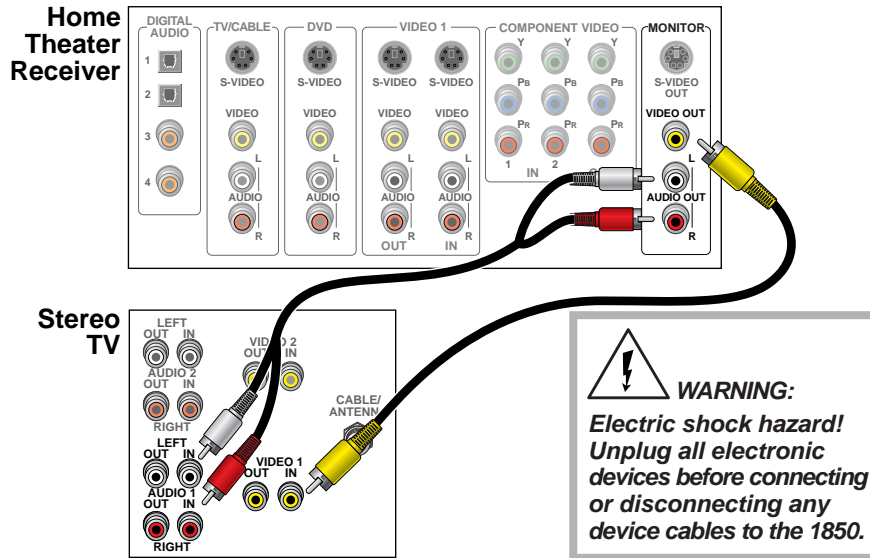 Home
Theater
Receiver
DIGITAL
AUDIO
1
2
3
4
TV/CABLE
S-VIDEO
VIDEO
L
AUDIO
R
DVD
S-VIDEO
VIDEO
L
AUDIO
R
VIDEO 1
S-VIDEO S-VIDEO
VIDEO VIDEO
L L
AUDIO AUDIO
R R
OUT IN
COMPONENT VIDEO
Y Y Y
PB PB PB
PR PR PR
1 2
IN
MONITOR
S-VIDEO
OUT
VIDEO OUT
L
AUDIO OUT
R
Stereo
TV
LEFT
OUT IN
AUDIO 2
OUT IN
RIGHT
LEFT
OUT IN
AUDIO 1
OUT IN
RIGHT
VIDEO 2
OUT IN
CABLE/
ANTENN
VIDEO 1
OUT IN
WARNING:
Electric shock hazard!
Unplug all electronic
devices before connecting
or disconnecting any
device cables to the 1850.